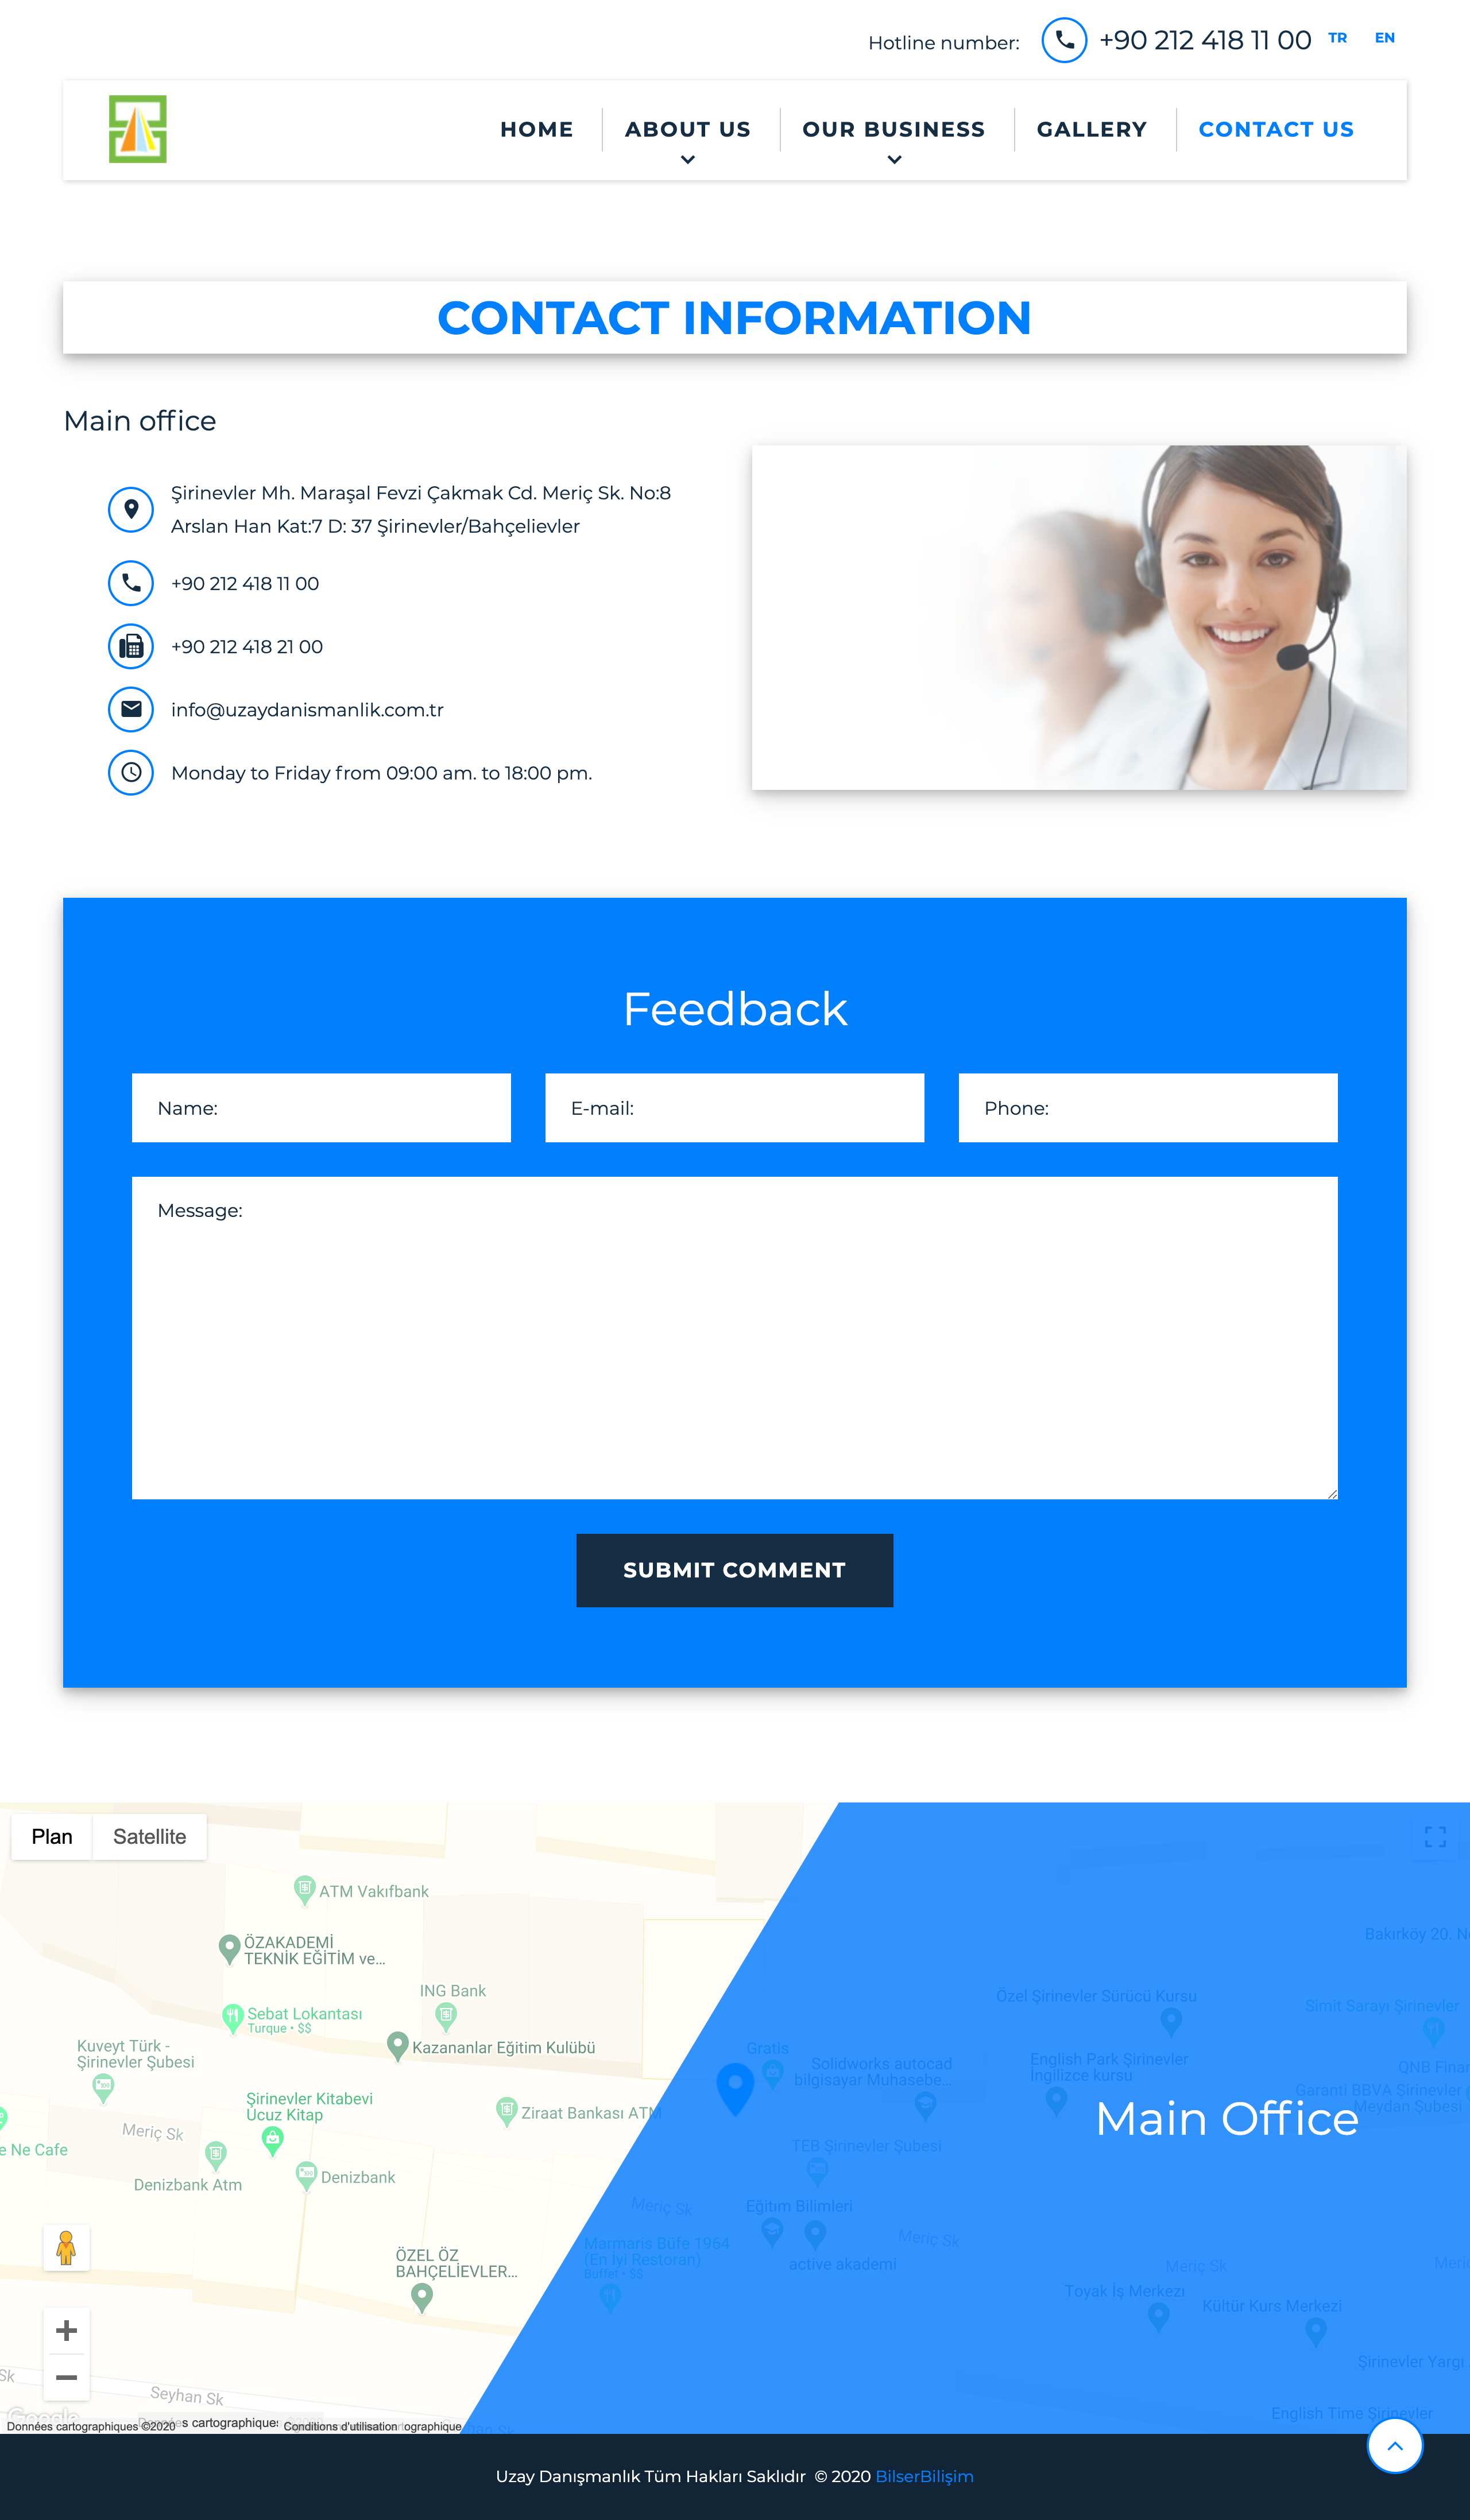 Hotline number: +90 212 418 11 00 TR EN
HOME ABOUT US OUR BUSINESS GALLERY CONTACT US
CONTACT INFORMATION
Main office
Şirinevler Mh. Maraşal Fevzi Çakmak Cd. Meriç Sk. No:8
Arslan Han Kat:7 D: 37 Şirinevler/Bahçelievler
+90 212 418 11 00
+90 212 418 21 00
info@uzaydanismanlik.com.tr
Monday to Friday from 09:00 am. to 18:00 pm.
Feedback
Name:
E-mail:
Phone:
Message:
SUBMIT COMMENT
Plan Satellite
ATM Vakıfbank
ÖZAKADEMİ
TEKNİK EĞİTİM ve...
Bakırköy 20. N
ING Bank
Özel Şirinevler Sürücü Kursu
Simit Sarayı Şirinevler
Sebat Lokantası
Turque • $$
Kuveyt Türk -
Şirinevler Şubesi
Kazananlar Eğitim Kulübü
Gratis
Solidworks autocad
bilgisayar Muhasebe...
English Park Şirinevler
İngilizce kursu
QNB Finan
Garanti BBVA Şirinevler
Meydan Şubesi
Şirinevler Kitabevi
Ucuz Kitap
Ziraat Bankası ATM
Main Office
Meriç Sk
e Ne Cafe
TEB Şirinevler Şubesi
Denizbank Atm
Denizbank
Meriç Sk
Eğitim Bilimleri
Marmaris Büfe 1964
(En İyi Restoran)
Buffet • $$
Meriç Sk
active akademi
Meriç Sk
Meriç
ÖZEL ÖZ
BAHÇELİEVLER...
Toyak İş Merkezi
Kültür Kurs Merkezi
Şirinevler Yargı
Sk
Seyhan Sk
English Time Şirinevler
Google
Données cartographiques ©2020
Conditions d'utilisation
Uzay Danışmanlık Tüm Hakları Saklıdır © 2020 BilserBilişim